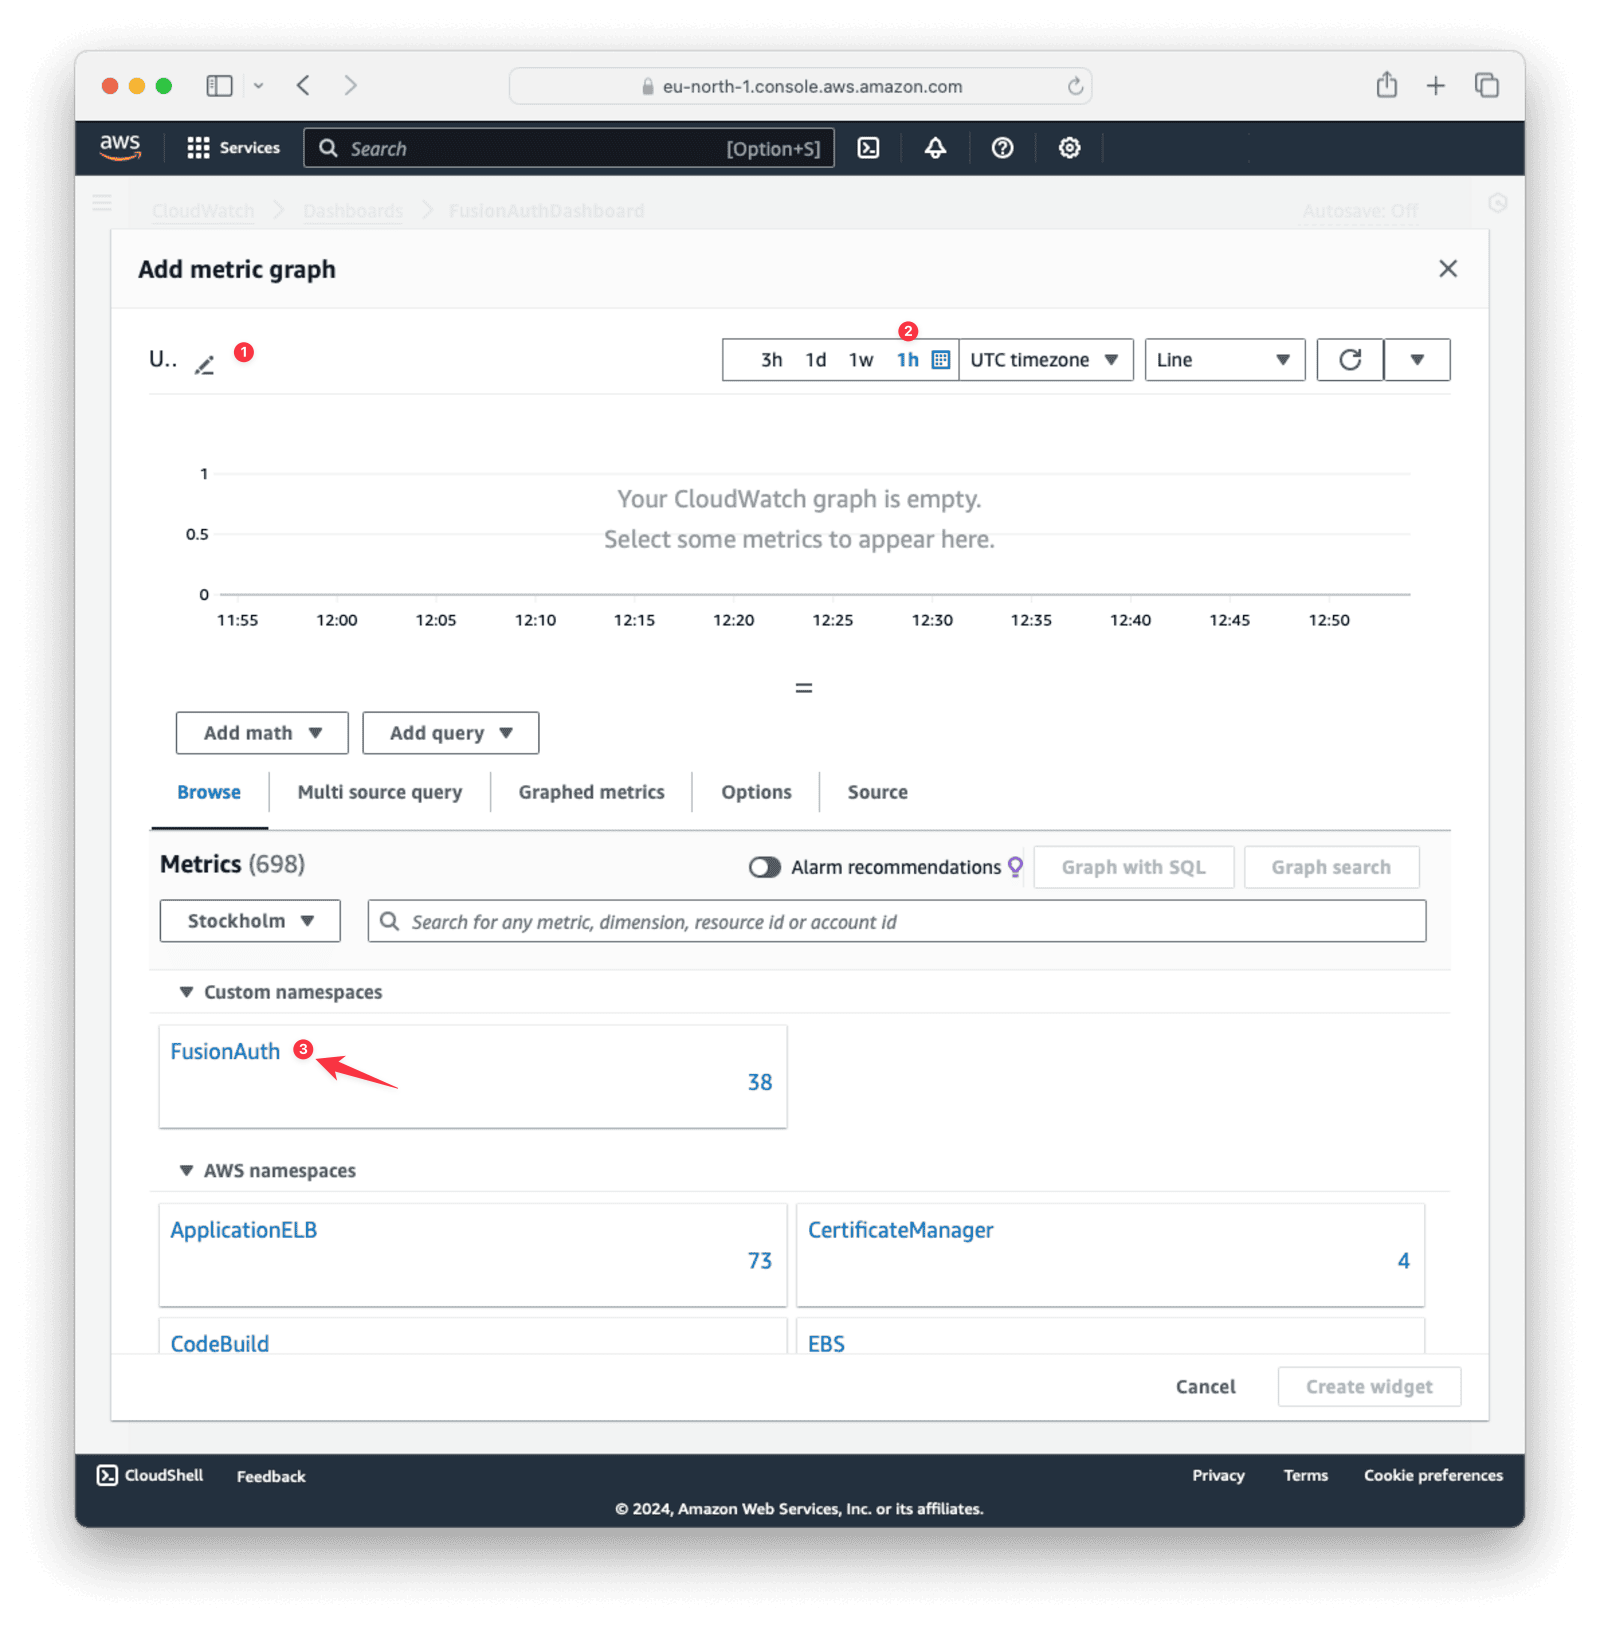 eu-north-1.console.aws.amazon.com
aws Services Search [Option+S]
CloudWatch Dashboards FusionAuthDashboard Autosave: Off
Add metric graph
U.. 1 3h 1d 1w 1h 2 UTC timezone Line
1
0.5
0
Your CloudWatch graph is empty.
Select some metrics to appear here.
11:55 12:00 12:05 12:10 12:15 12:20 12:25 12:30 12:35 12:40 12:45 12:50
Add math Add query
Browse Multi source query Graphed metrics Options Source
Metrics (698) Alarm recommendations Graph with SQL Graph search
Stockholm Search for any metric, dimension, resource id or account id
Custom namespaces
FusionAuth 3
38
AWS namespaces
ApplicationELB CertificateManager
73 4
CodeBuild EBS
Cancel Create widget
CloudShell Feedback Privacy Terms Cookie preferences
© 2024, Amazon Web Services, Inc. or its affiliates.